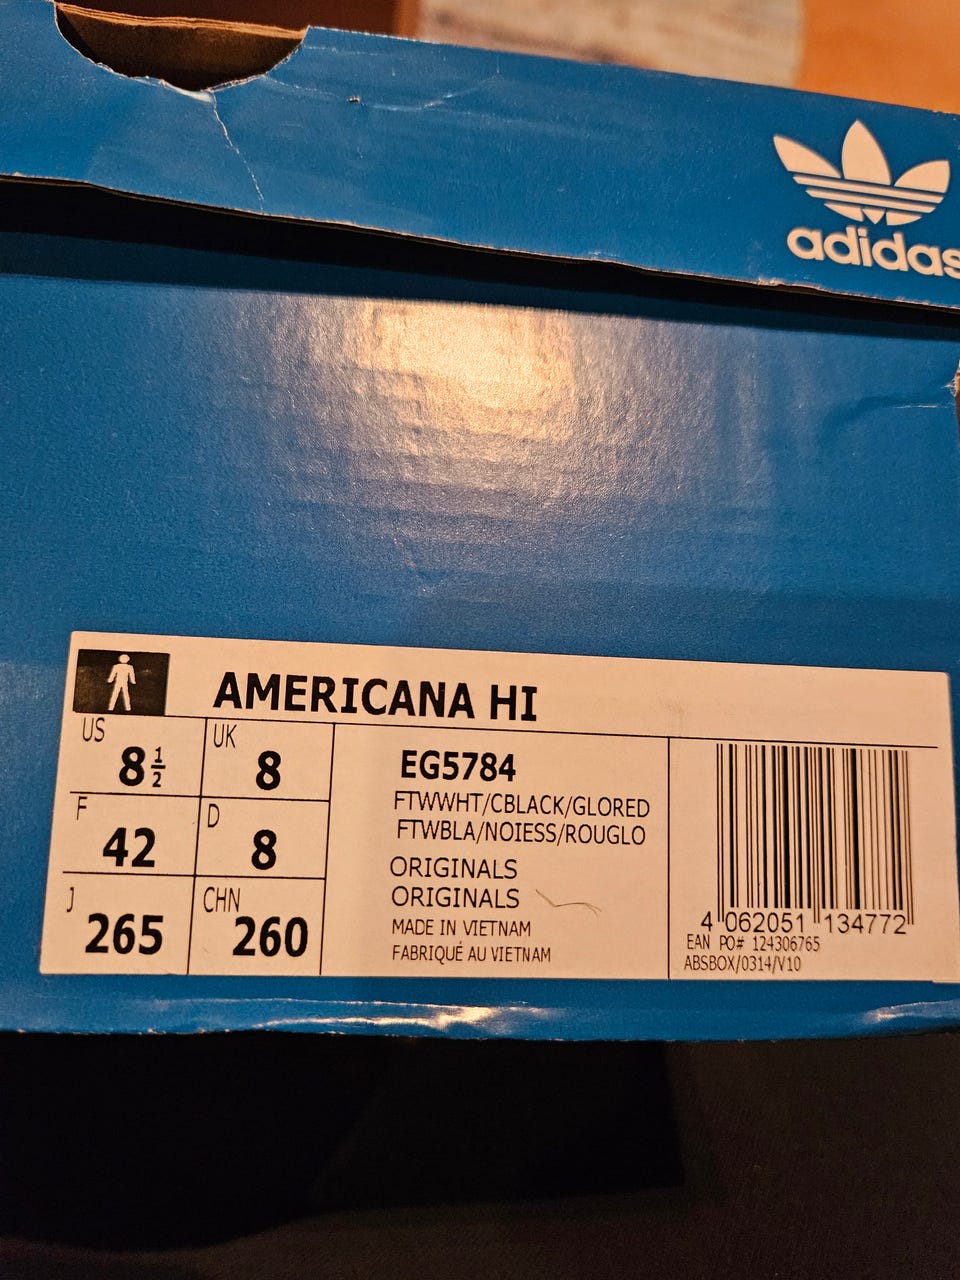 adidas
AMERICANA HI
US 8½ UK 8
F 42 D 8
J 265 CHN 260
EG5784
FTWWHT/CBLACK/GLORED
FTWBLA/NOIESS/ROUGLO
ORIGINALS
ORIGINALS
MADE IN VIETNAM
FABRIQUÉ AU VIETNAM
4 062051 134772
EAN PO# 124306765
ABSBOX/0314/V10